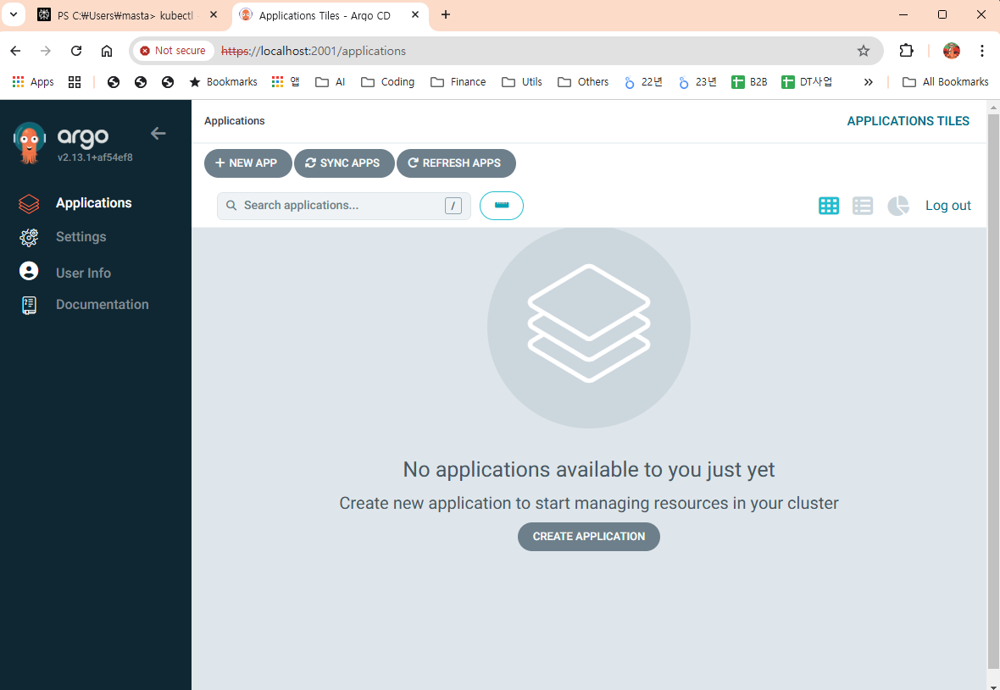 PS C:₩Users₩masta> kubectl
Applications Tiles - Argo CD
Not secure https://localhost:2001/applications
Apps Bookmarks 앱 AI Coding Finance Utils Others 22년 23년 B2B DT사업 All Bookmarks
argo
v2.13.1+af54ef8
Applications
Settings
User Info
Documentation
Applications
APPLICATIONS TILES
NEW APP SYNC APPS REFRESH APPS
Search applications... /
Log out
No applications available to you just yet
Create new application to start managing resources in your cluster
CREATE APPLICATION